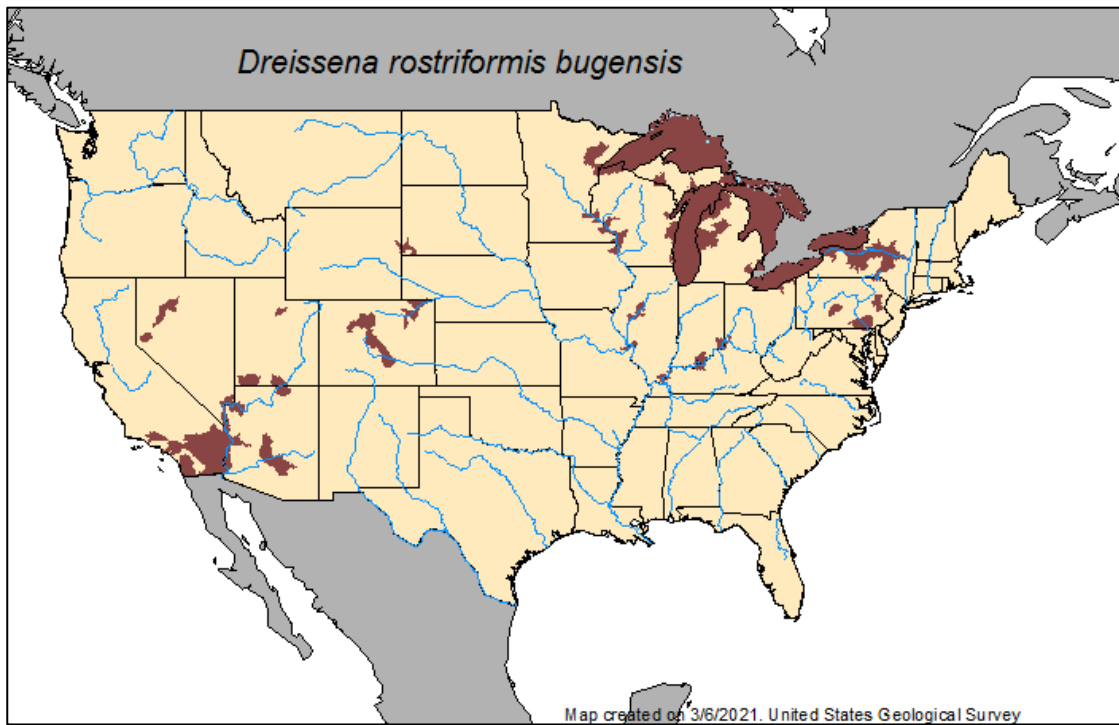 Dreissena rostriformis bugensis
Map created on 3/6/2021. United States Geological Survey